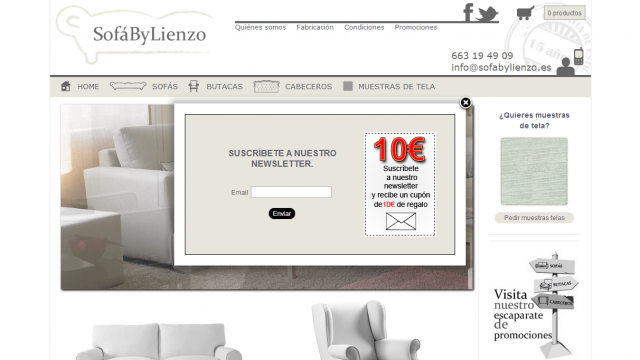 SofáByLienzo
Quiénes somos Fabricación Condiciones Promociones
0 productos
15 años
663 19 49 09
info@sofabylienzo.es
HOME SOFÁS BUTACAS CABECEROS MUESTRAS DE TELA
SUSCRÍBETE A NUESTRO
NEWSLETTER.
Email
Enviar
10€
Suscríbete
a nuestro
newsletter
y recibe un cupón
de10€ de regalo
¿Quieres muestras
de tela?
Pedir muestras telas
SOFÁS
BUTACAS
CABECEROS
Visita
nuestro
escaparate
de
promociones